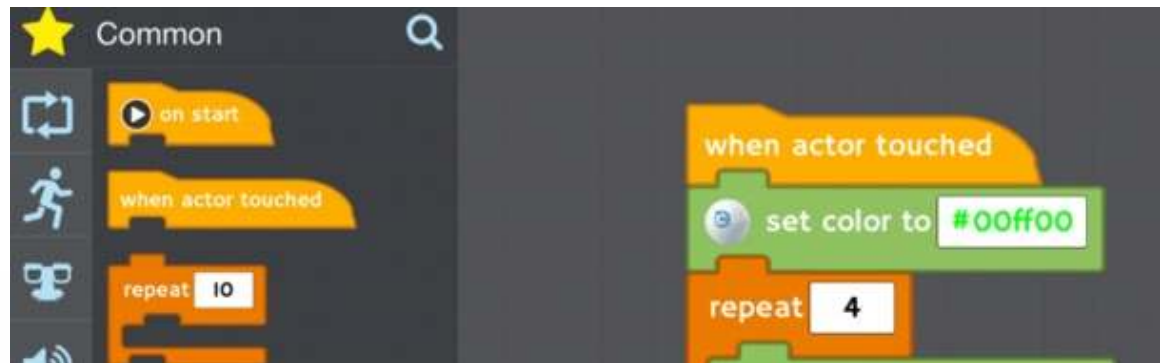 Common
on start
when actor touched
repeat 10
when actor touched
set color to #00ff00
repeat 4